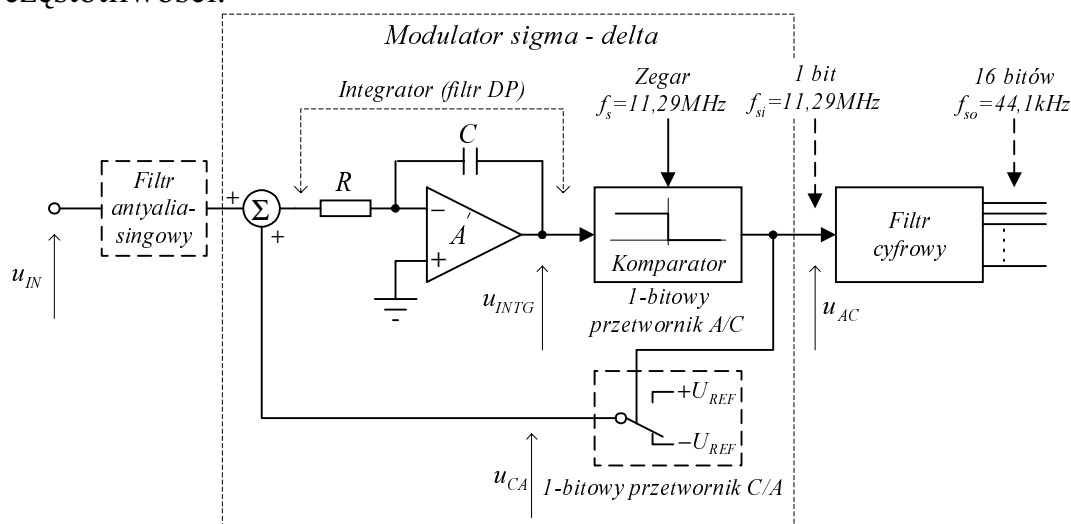 częstotliwości.
Modulator sigma - delta
Integrator (filtr DP)
Zegar
f_s=11,29MHz
1 bit
f_si=11,29MHz
16 bitów
f_so=44,1kHz
Filtr
antyalia-
singowy
+
Σ
+
R
C
−
A
+
Komparator
1-bitowy
przetwornik A/C
Filtr
cyfrowy
u_IN
u_INTG
u_AC
+U_REF
−U_REF
u_CA
1-bitowy przetwornik C/A